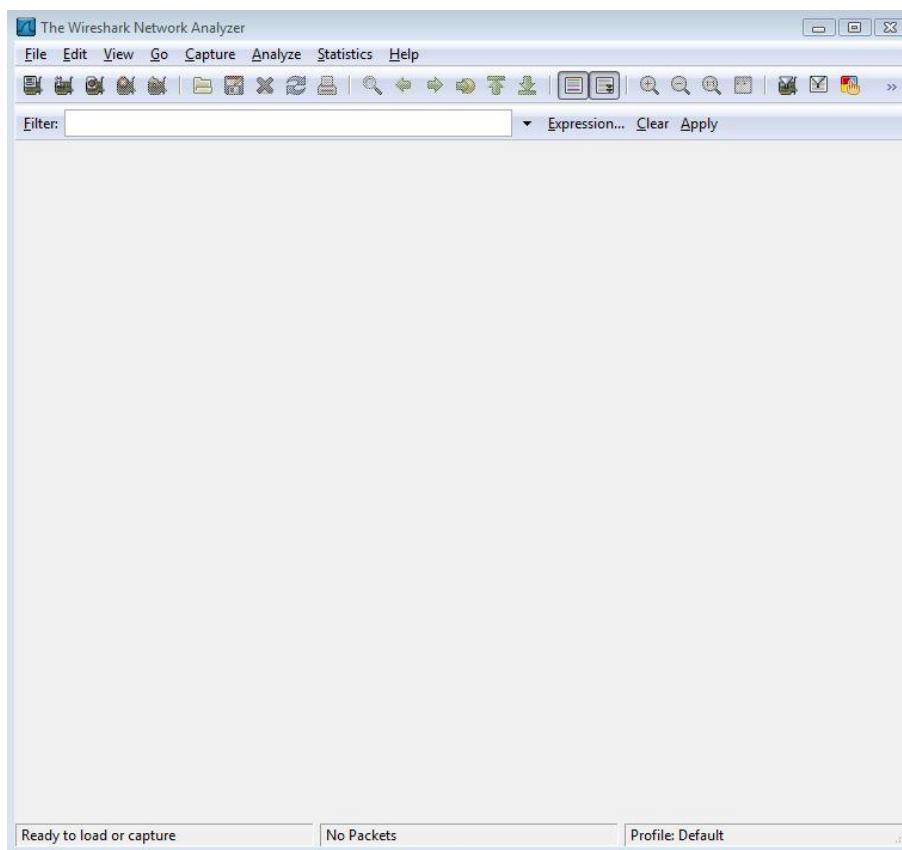 The Wireshark Network Analyzer
File Edit View Go Capture Analyze Statistics Help
Filter: Expression... Clear Apply
Ready to load or capture No Packets Profile: Default